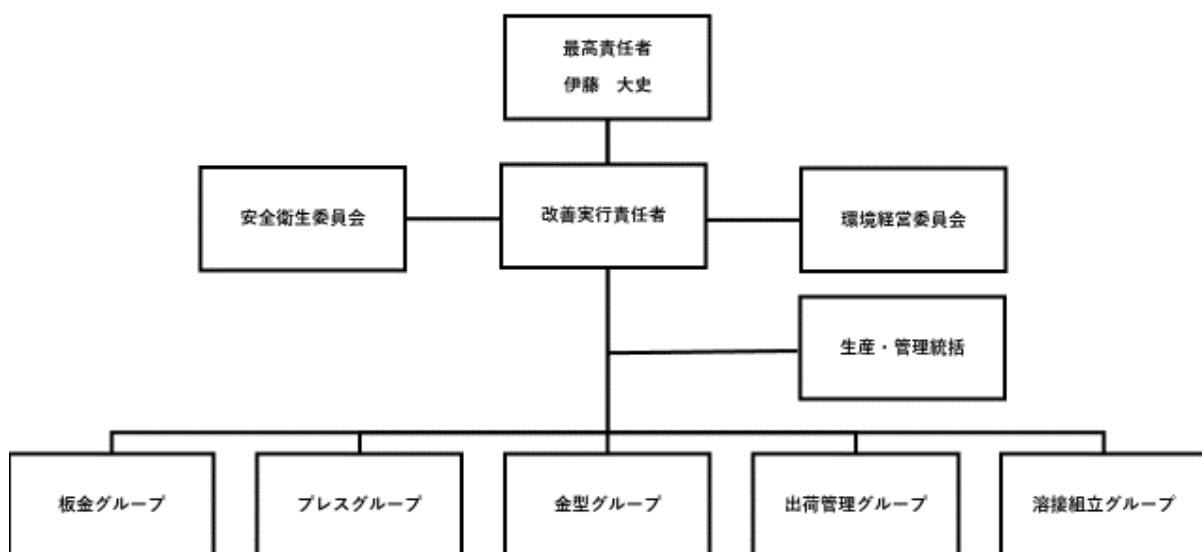 最高責任者
伊藤　大史
安全衛生委員会
改善実行責任者
環境経営委員会
生産・管理統括
板金グループ
プレスグループ
金型グループ
出荷管理グループ
溶接組立グループ